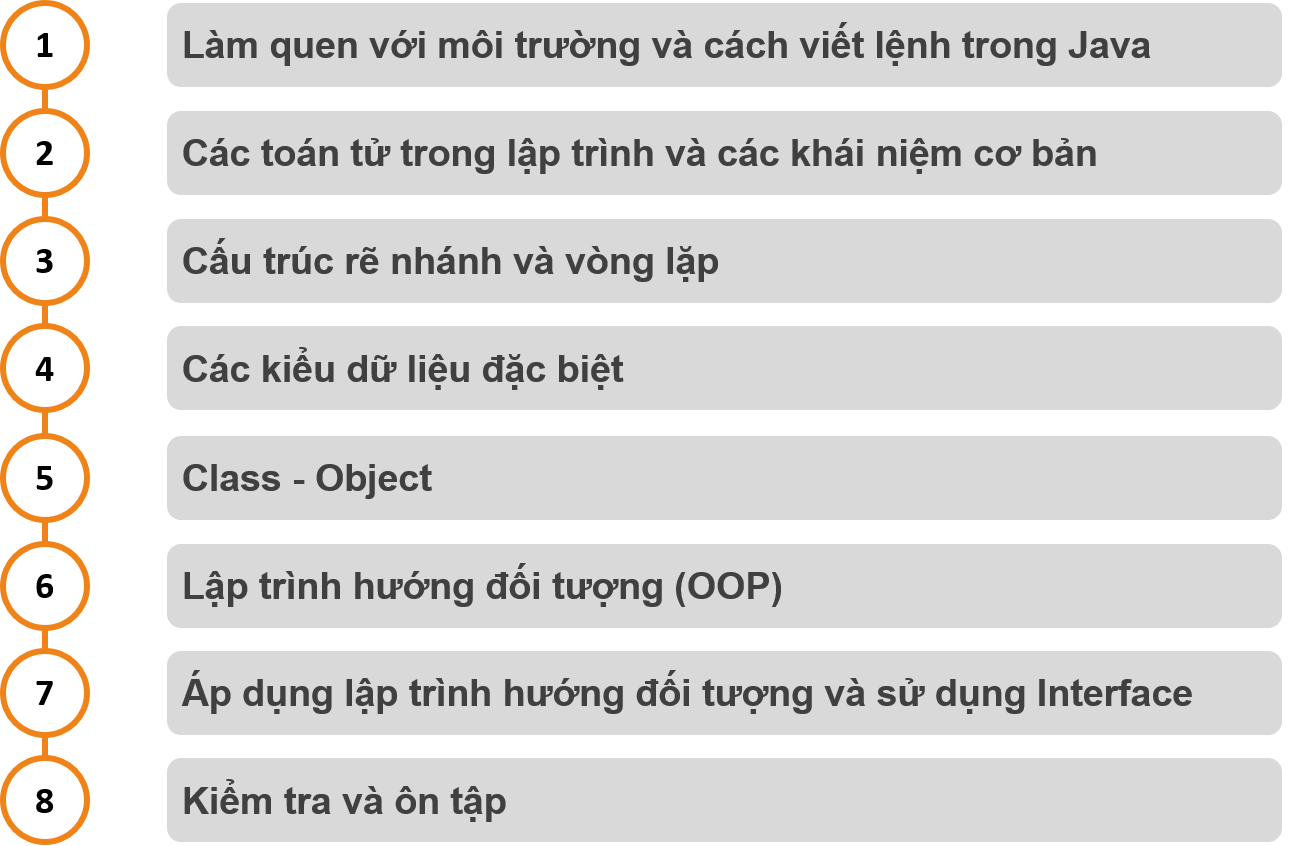 1 Làm quen với môi trường và cách viết lệnh trong Java
2 Các toán tử trong lập trình và các khái niệm cơ bản
3 Cấu trúc rẽ nhánh và vòng lặp
4 Các kiểu dữ liệu đặc biệt
5 Class - Object
6 Lập trình hướng đối tượng (OOP)
7 Áp dụng lập trình hướng đối tượng và sử dụng Interface
8 Kiểm tra và ôn tập